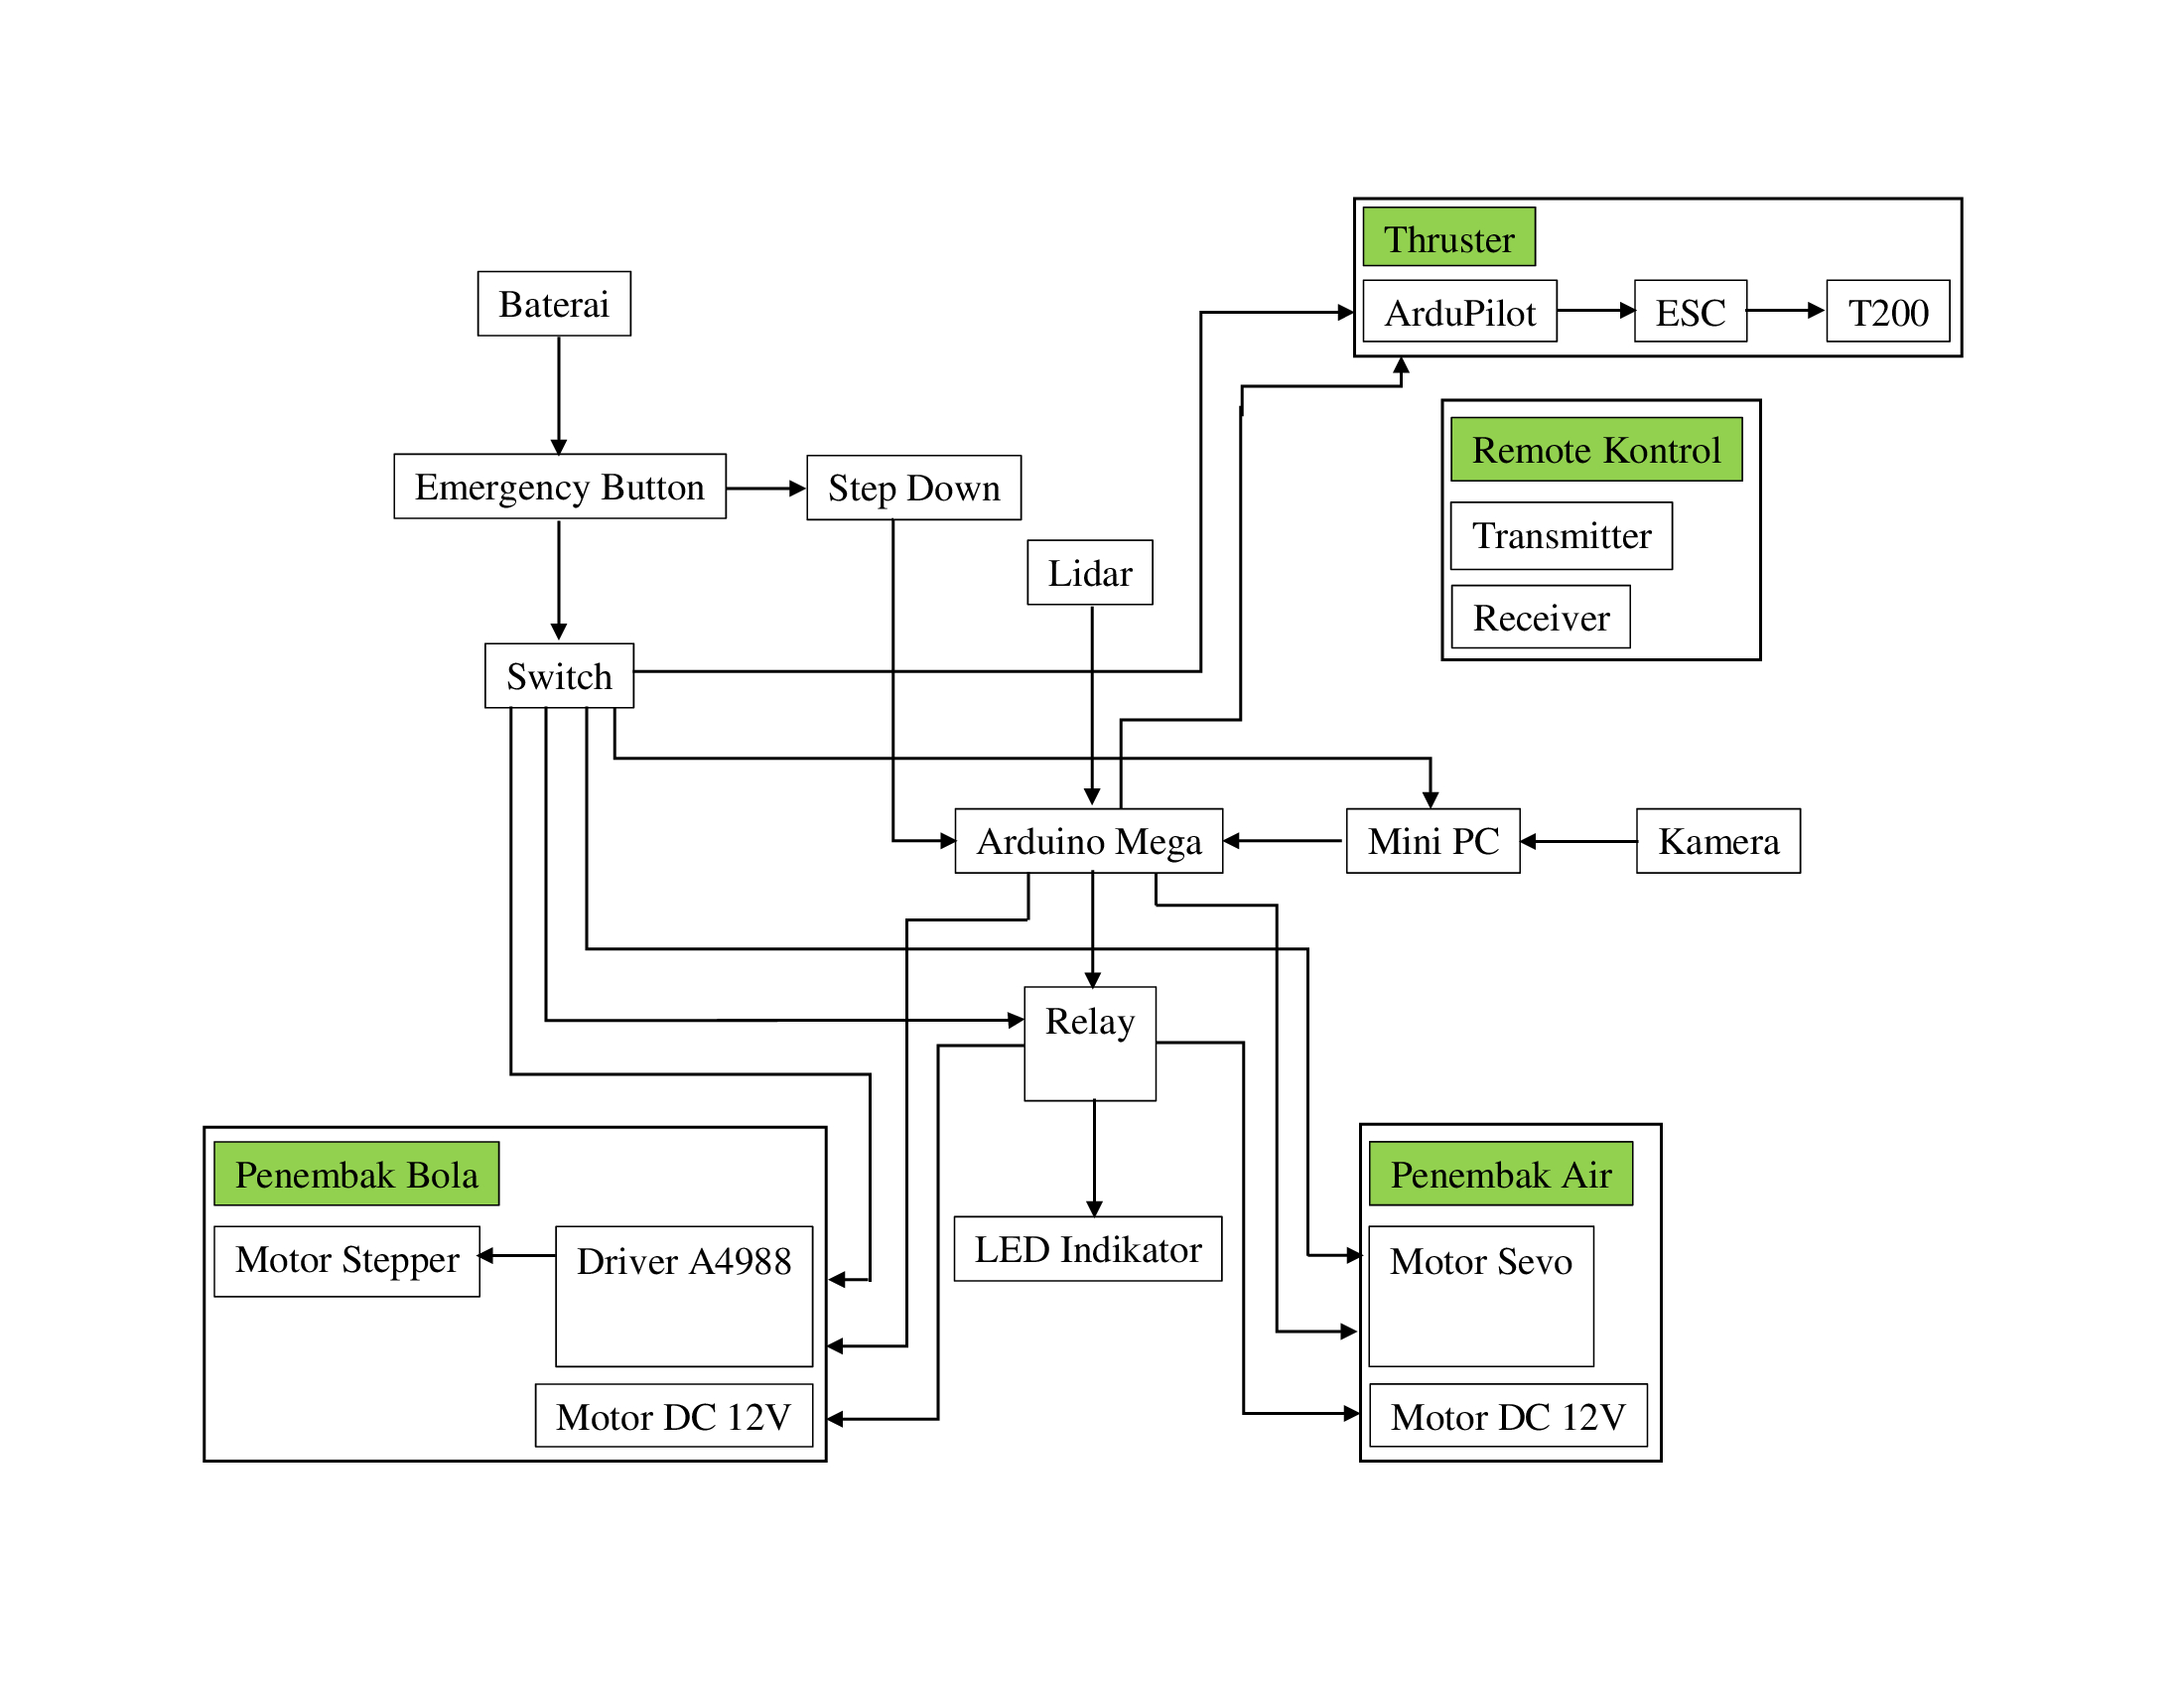 Thruster
Baterai
ArduPilot
ESC
T200
Remote Kontrol
Emergency Button
Step Down
Transmitter
Lidar
Receiver
Switch
Arduino Mega
Mini PC
Kamera
Relay
Penembak Bola
Penembak Air
Motor Stepper
Driver A4988
LED Indikator
Motor Sevo
Motor DC 12V
Motor DC 12V